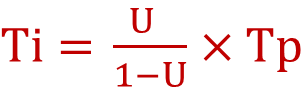 Ti = U/1−U × Tp